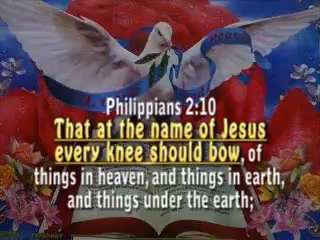 Philippians 2:10
That at the name of Jesus
every knee should bow, of
things in heaven, and things in earth,
and things under the earth;